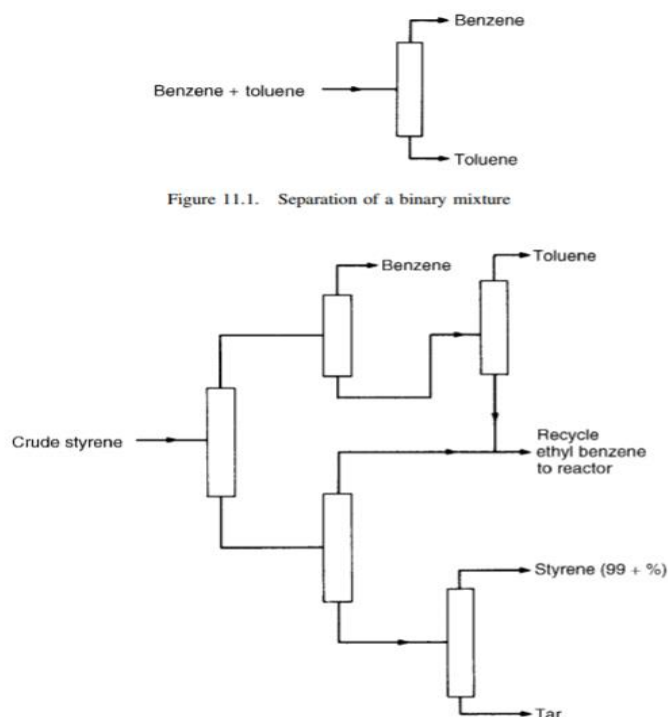 Benzene
Benzene + toluene
Toluene
Figure 11.1. Separation of a binary mixture
Toluene
Benzene
Crude styrene
Recycle
ethyl benzene
to reactor
Styrene (99 + %)
Tar